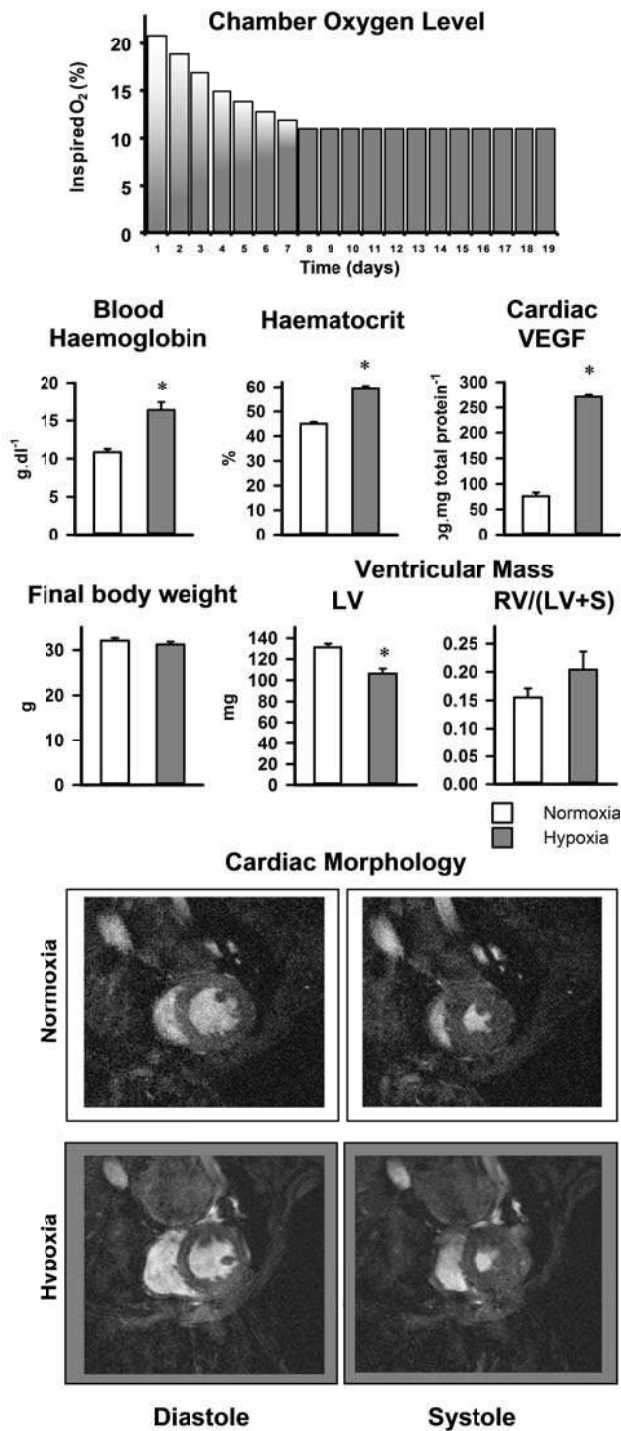 Chamber Oxygen Level
Inspired O₂ (%)
20
15
10
5
0
1 2 3 4 5 6 7 8 9 10 11 12 13 14 15 16 17 18 19
Time (days)
Blood
Haemoglobin
g.dl⁻¹
20
15
10
5
0
*
Haematocrit
%
60
50
40
30
20
10
0
*
Cardiac
VEGF
pg.mg total protein⁻¹
300
250
200
150
100
50
0
*
Final body weight
g
30
20
10
0
Ventricular Mass
LV
mg
140
120
100
80
60
40
20
0
*
RV/(LV+S)
0.25
0.20
0.15
0.10
0.05
0.00
Normoxia
Hypoxia
Cardiac Morphology
Normoxia
Hypoxia
Diastole
Systole